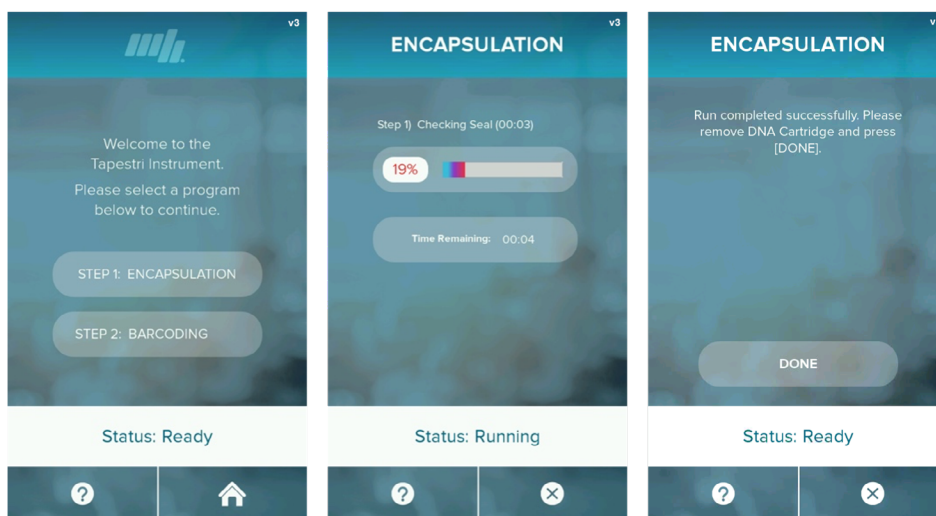 v3
Welcome to the
Tapestri Instrument.
Please select a program
below to continue.
STEP 1: ENCAPSULATION
STEP 2: BARCODING
Status: Ready
?
v3
ENCAPSULATION
Step 1) Checking Seal (00:03)
19%
Time Remaining: 00:04
Status: Running
?
v
ENCAPSULATION
Run completed successfully. Please
remove DNA Cartridge and press
[DONE].
DONE
Status: Ready
?